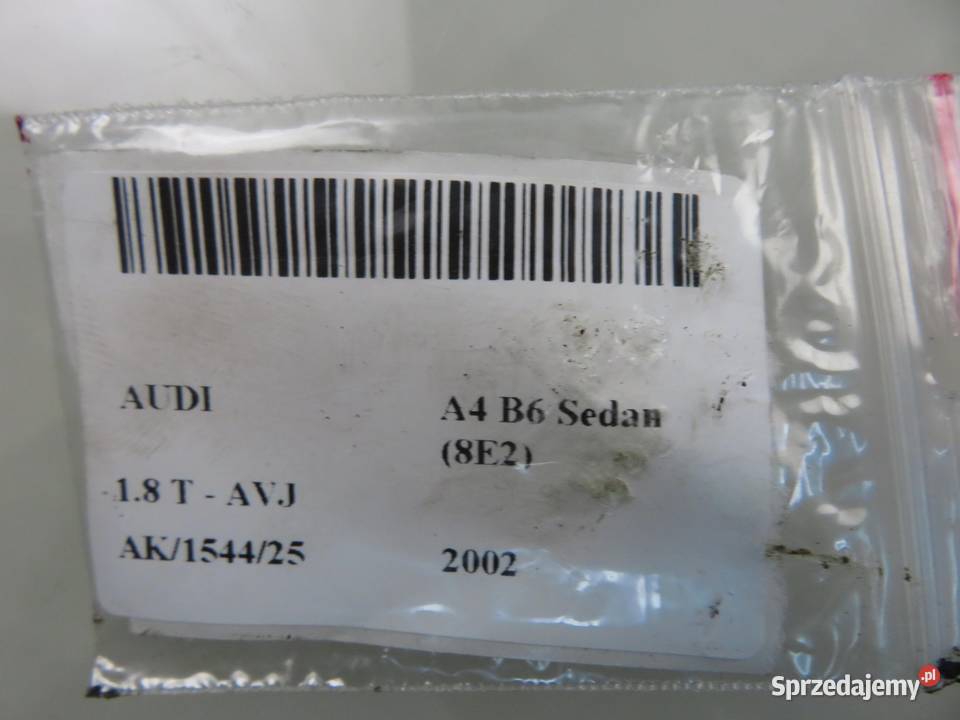 AUDI
A4 B6 Sedan
(8E2)
1.8 T - AVJ
AK/1544/25
2002
Sprzedajemy.pl